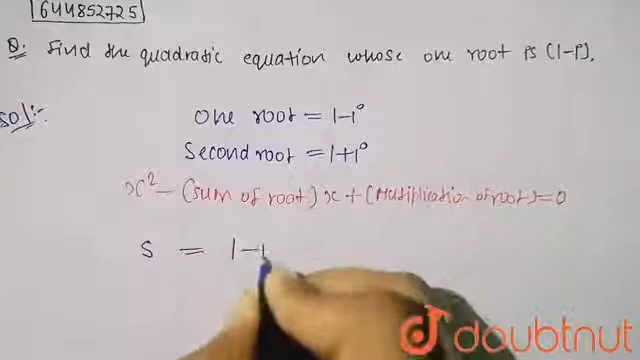 644852725
Q. Find the quadratic equation whose one root is (1-i).
Sol:-
One root = 1-i
Second root = 1+i
x² - (sum of root) x + (Multiplication of root) = 0
S = 1-i
doubtnut